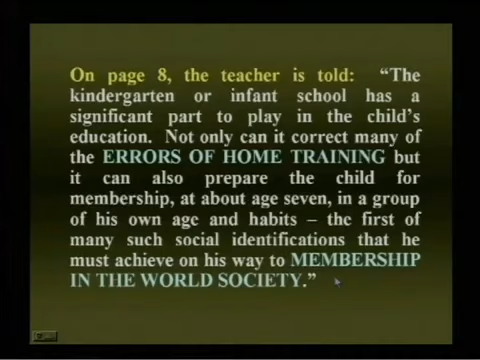 On page 8, the teacher is told: “The
kindergarten or infant school has a
significant part to play in the child’s
education. Not only can it correct many of
the ERRORS OF HOME TRAINING but
it can also prepare the child for
membership, at about age seven, in a group
of his own age and habits – the first of
many such social identifications that he
must achieve on his way to MEMBERSHIP
IN THE WORLD SOCIETY.”